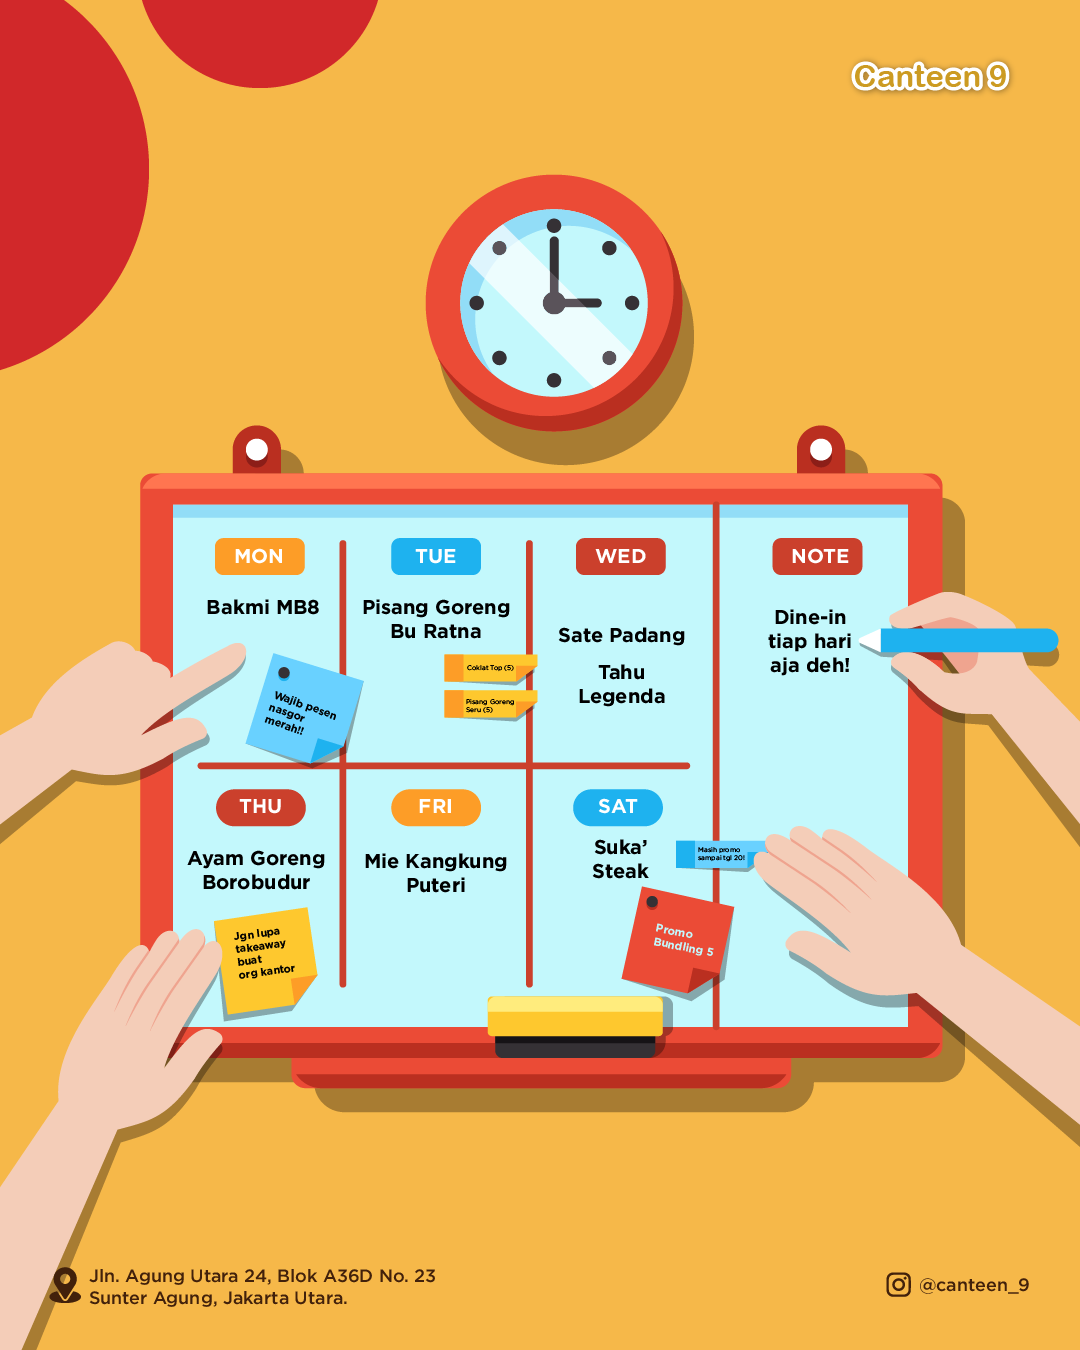 Canteen 9
MON
Bakmi MB8
Wajib pesen
nasgor
merah!!
TUE
Pisang Goreng
Bu Ratna
Coklat Top (5)
Pisang Goreng
Seru (5)
WED
Sate Padang
Tahu
Legenda
NOTE
Dine-in
tiap hari
aja deh!
THU
Ayam Goreng
Borobudur
Jgn lupa
takeaway
buat
org kantor
FRI
Mie Kangkung
Puteri
SAT
Suka’
Steak
Masih promo
sampai tgl 20!
Promo
Bundling 5
Jln. Agung Utara 24, Blok A36D No. 23
Sunter Agung, Jakarta Utara.
@canteen_9